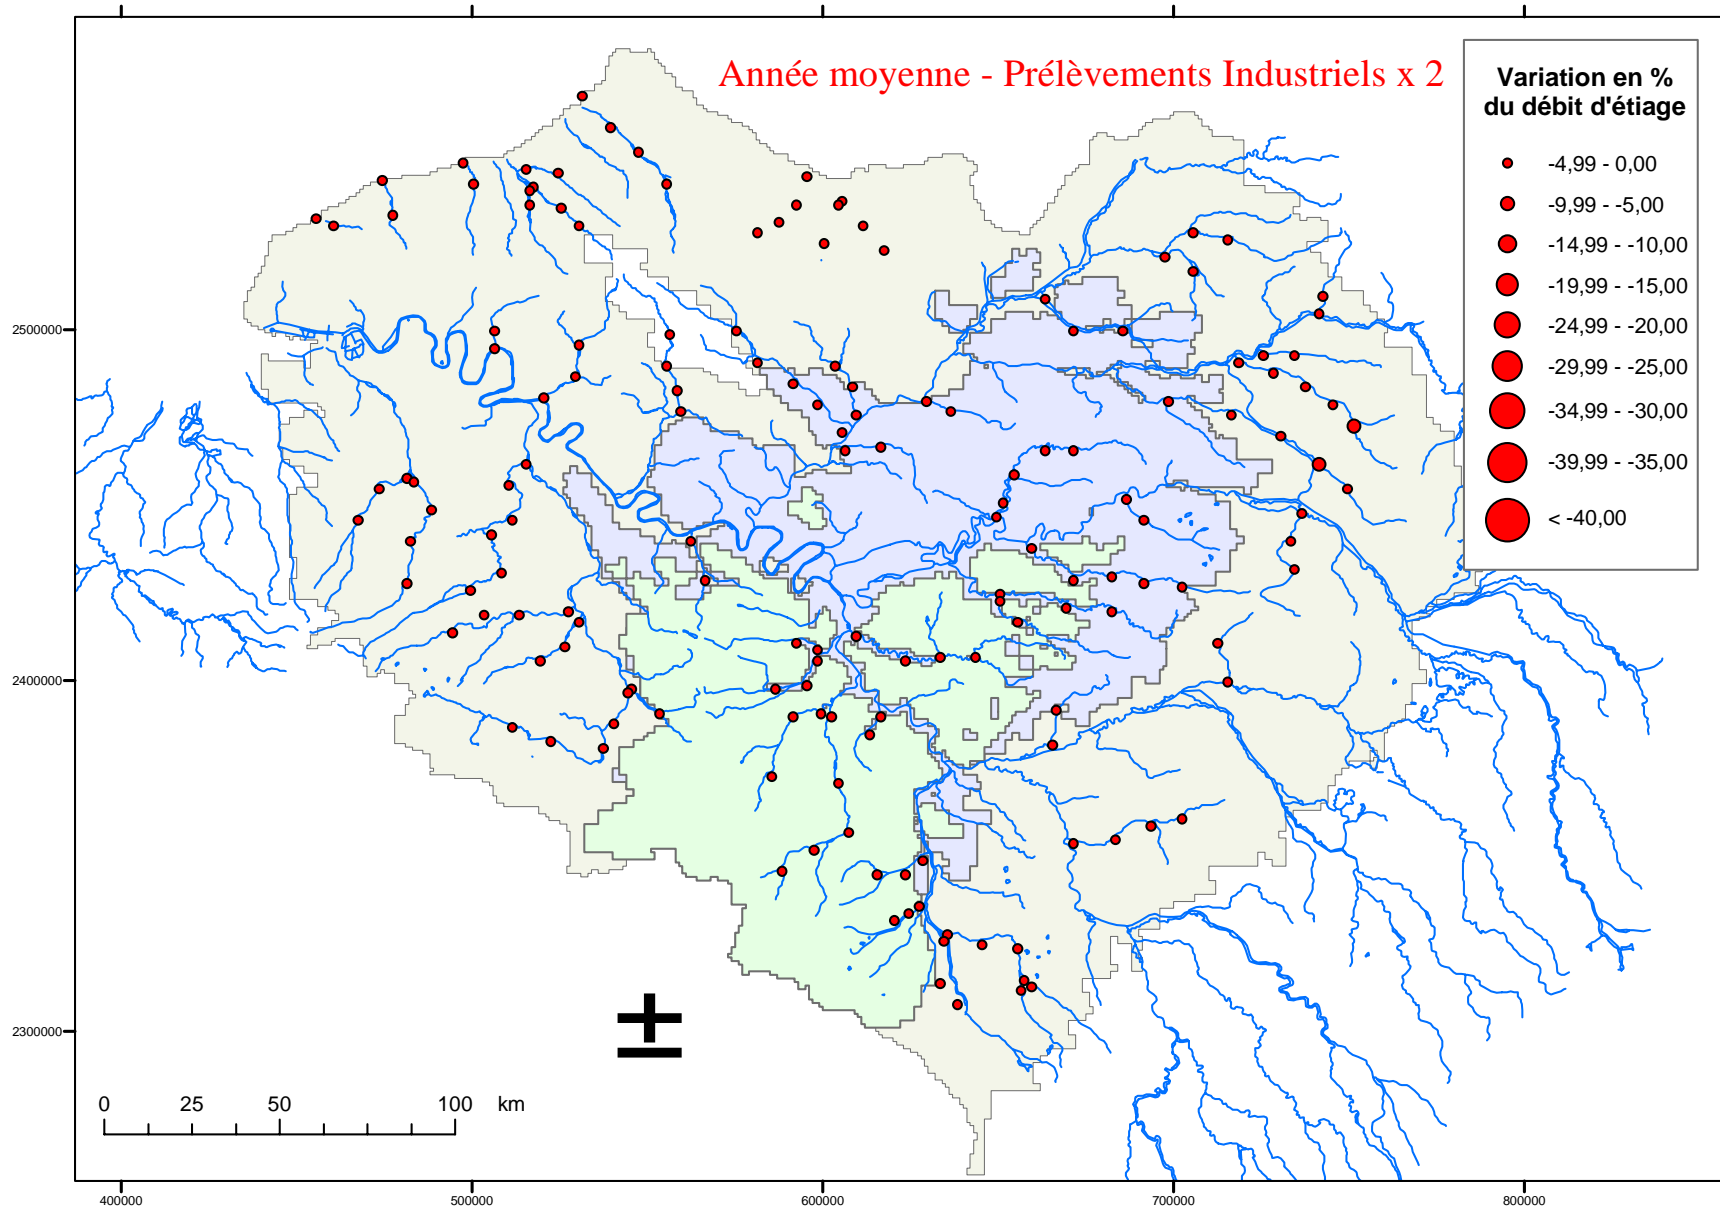 Année moyenne - Prélèvements Industriels x 2
Variation en %
du débit d'étiage
-4,99 - 0,00
-9,99 - -5,00
-14,99 - -10,00
-19,99 - -15,00
-24,99 - -20,00
-29,99 - -25,00
-34,99 - -30,00
-39,99 - -35,00
< -40,00
2500000
2400000
2300000
0 25 50 100 km
400000 500000 600000 700000 800000